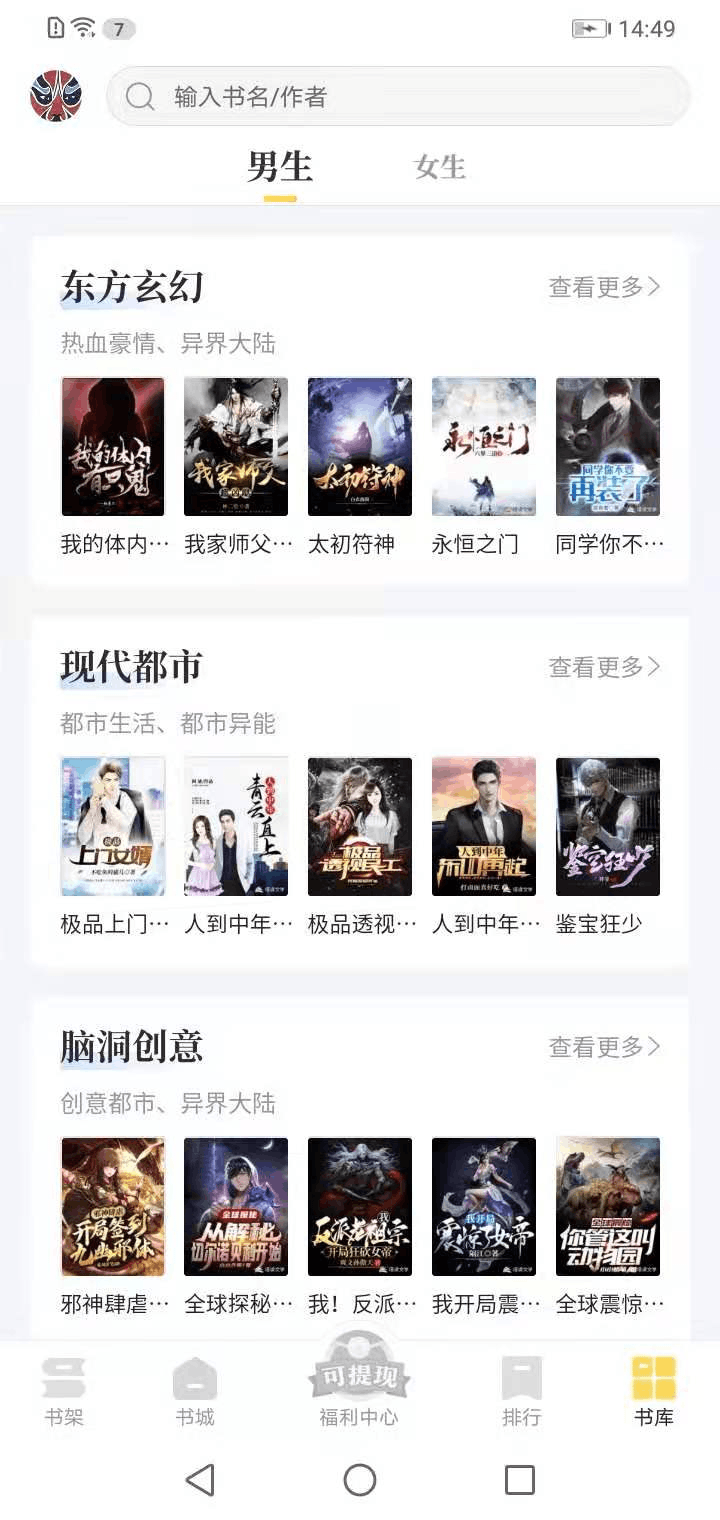 7
14:49
输入书名/作者
男生
女生
东方玄幻
查看更多
热血豪情、异界大陆
我的体内有只鬼
我家师父
太初符神
永恒之门
同学你不要再装了
我的体内…
我家师父…
太初符神
永恒之门
同学你不…
现代都市
查看更多
都市生活、都市异能
极品
上门女婿
人到中年
青云直上
极品
透视民工
人到中年
东山再起
鉴宝狂少
极品上门…
人到中年…
极品透视…
人到中年…
鉴宝狂少
脑洞创意
查看更多
创意都市、异界大陆
邪神肆虐
开局签到
九幽邪体
全球探秘
从解秘
切尔诺贝利开始
我
反派老祖宗
开局狂砍女帝
我开局
震惊女帝
你管这叫
动物园
邪神肆虐…
全球探秘…
我！反派…
我开局震…
全球震惊…
可提现
书架
书城
福利中心
排行
书库